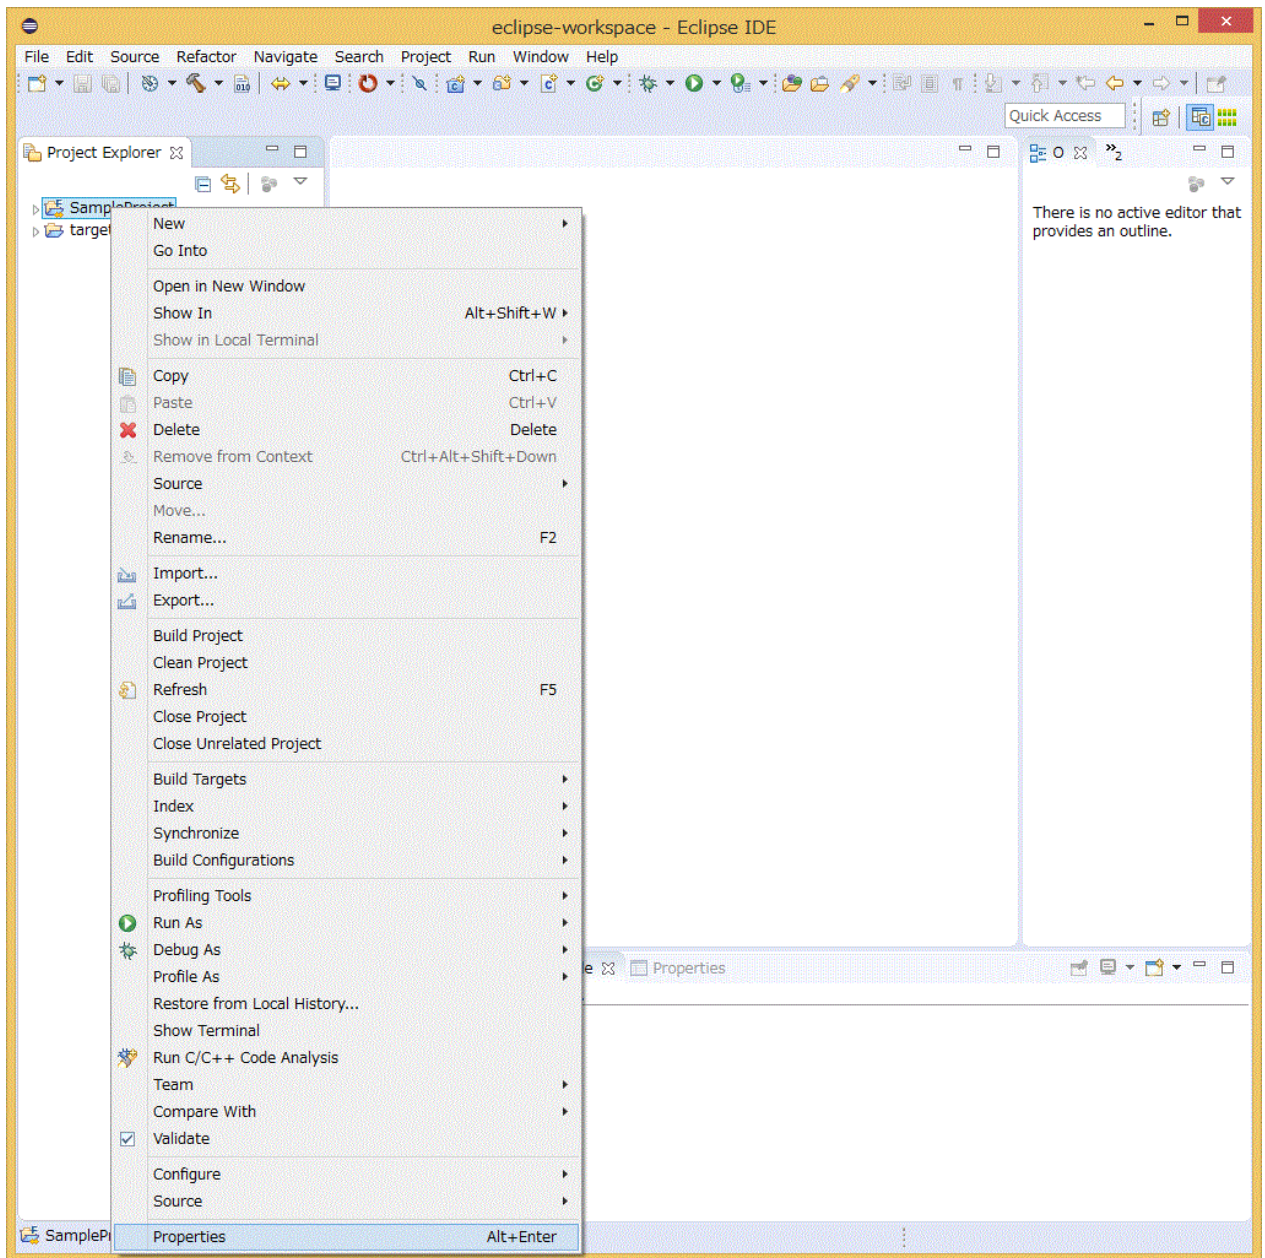 eclipse-workspace - Eclipse IDE
File Edit Source Refactor Navigate Search Project Run Window Help
Quick Access
Project Explorer
O
»2
SampleProject
target
There is no active editor that
provides an outline.
New
Go Into
Open in New Window
Show In Alt+Shift+W
Show in Local Terminal
Copy Ctrl+C
Paste Ctrl+V
Delete Delete
Remove from Context Ctrl+Alt+Shift+Down
Source
Move...
Rename... F2
Import...
Export...
Build Project
Clean Project
Refresh F5
Close Project
Close Unrelated Project
Build Targets
Index
Synchronize
Build Configurations
Profiling Tools
Run As
Debug As
Profile As
Restore from Local History...
Show Terminal
Run C/C++ Code Analysis
Team
Compare With
Validate
Configure
Source
Properties Alt+Enter
e Properties
SamplePr